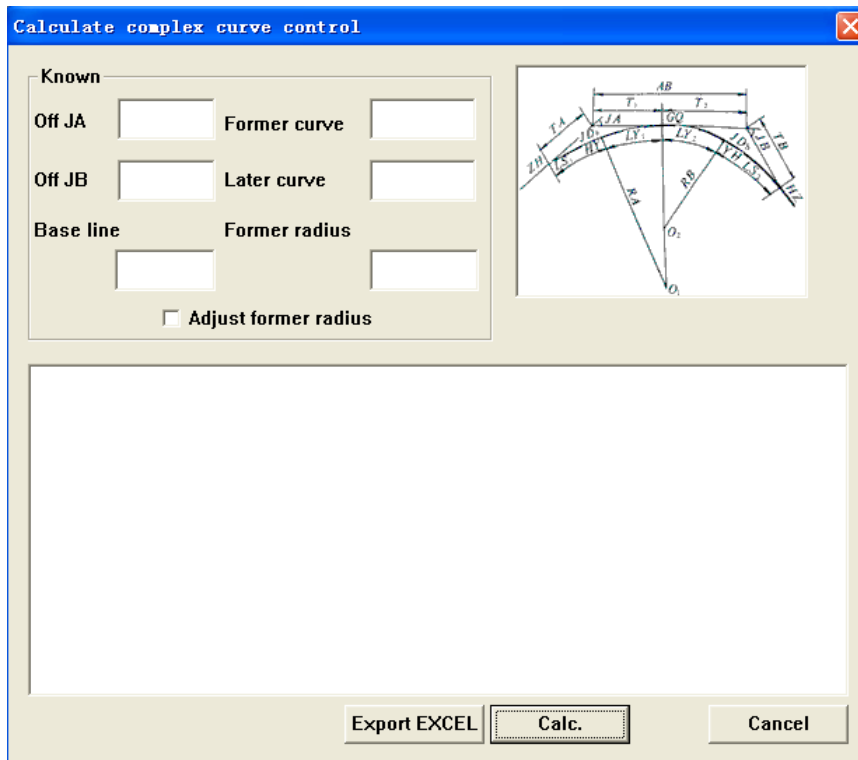 Calculate complex curve control
Known
Off JA
Former curve
Off JB
Later curve
Base line
Former radius
Adjust former radius
AB
T₁
T₂
TA
JA
GQ
JB
TB
ZH
LS₁
HY
LY₁
LY₂
YH
LS₂
HZ
RA
RB
O₂
O₁
Export EXCEL
Calc.
Cancel